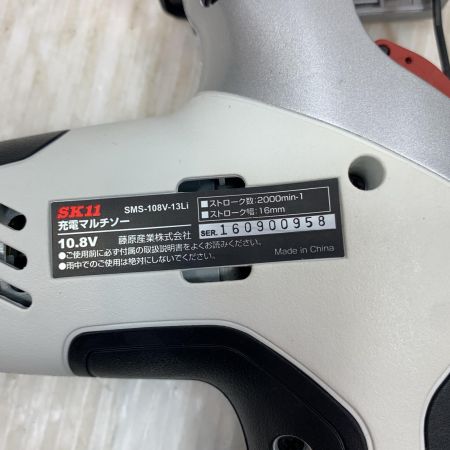 SK11 SMS-108V-13Li
充電マルチソー
10.8V 藤原産業株式会社
●ご使用前に必ず付属の取扱説明書をよくお読みください。
●雨中でのご使用は絶対にしないでください。
■ストローク数:2000min-1
■ストローク幅:16mm
SER. 160900958
Made in China